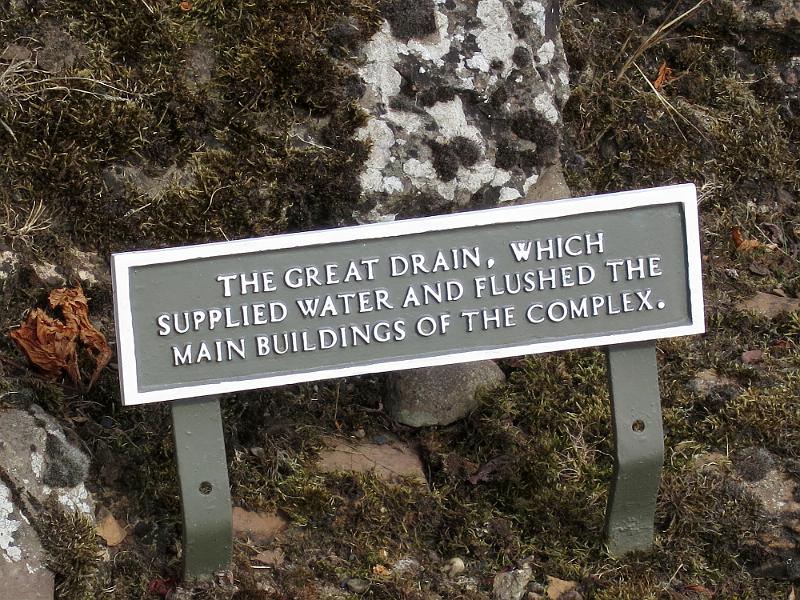 THE GREAT DRAIN, WHICH
SUPPLIED WATER AND FLUSHED THE
MAIN BUILDINGS OF THE COMPLEX.